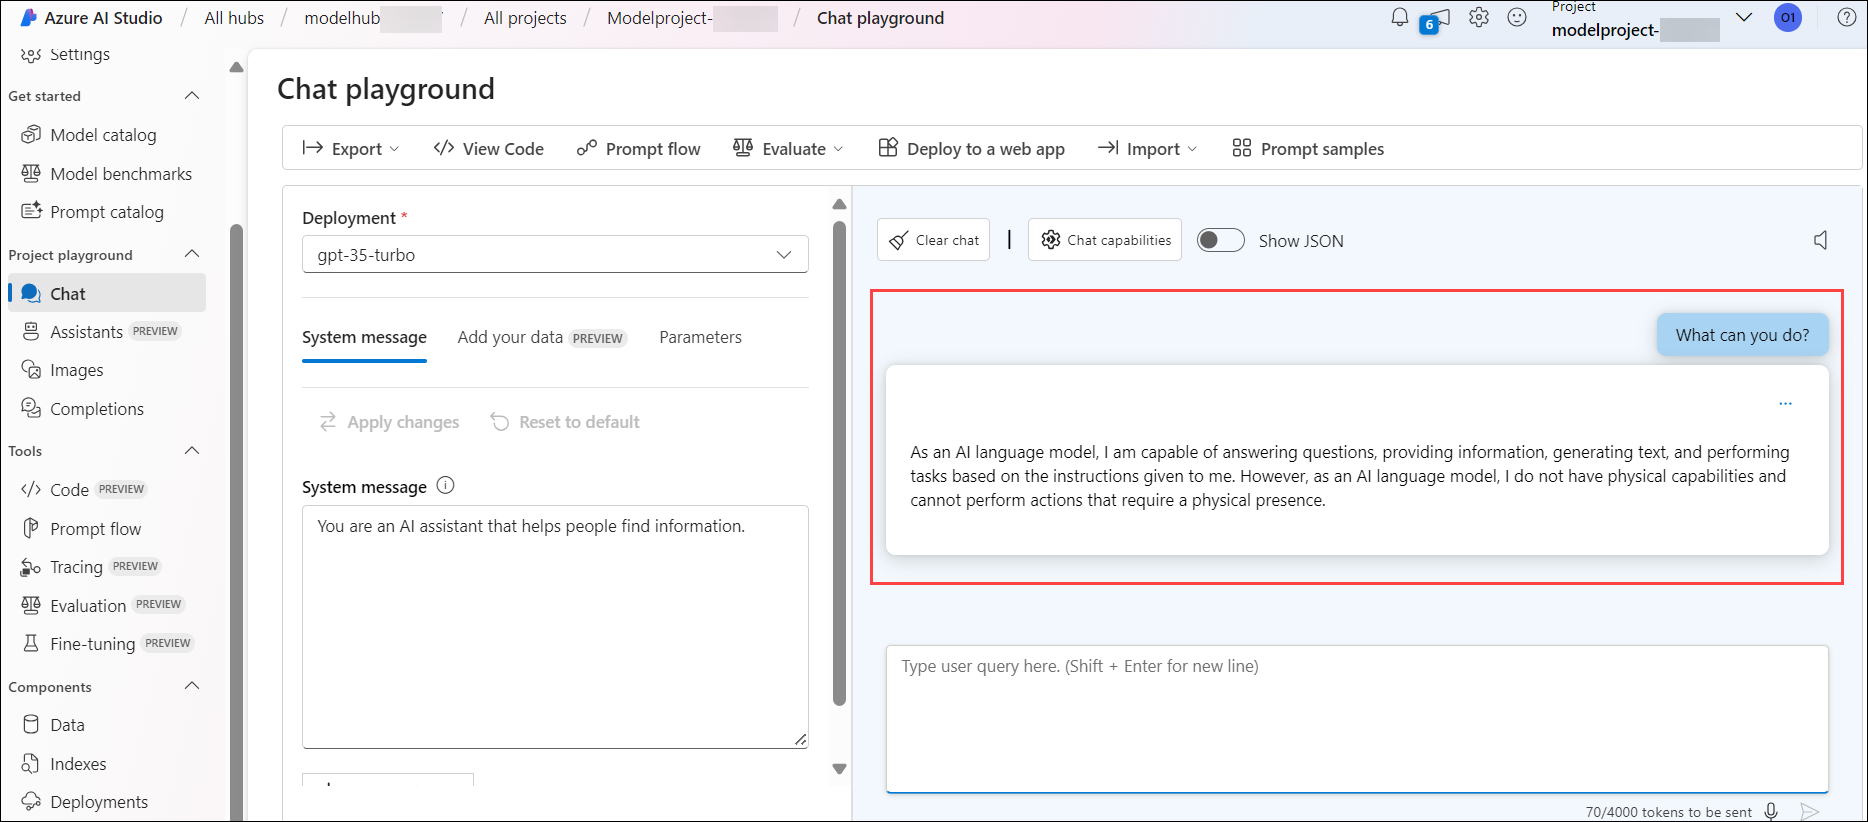 Azure AI Studio / All hubs / modelhub / All projects / Modelproject- / Chat playground
6
Project
modelproject-
01
Settings
Get started
Model catalog
Model benchmarks
Prompt catalog
Project playground
Chat
Assistants PREVIEW
Images
Completions
Tools
Code PREVIEW
Prompt flow
Tracing PREVIEW
Evaluation PREVIEW
Fine-tuning PREVIEW
Components
Data
Indexes
Deployments
Chat playground
Export View Code Prompt flow Evaluate Deploy to a web app Import Prompt samples
Deployment *
gpt-35-turbo
System message Add your data PREVIEW Parameters
Apply changes Reset to default
System message
You are an AI assistant that helps people find information.
Clear chat | Chat capabilities Show JSON
What can you do?
...
As an AI language model, I am capable of answering questions, providing information, generating text, and performing
tasks based on the instructions given to me. However, as an AI language model, I do not have physical capabilities and
cannot perform actions that require a physical presence.
Type user query here. (Shift + Enter for new line)
70/4000 tokens to be sent